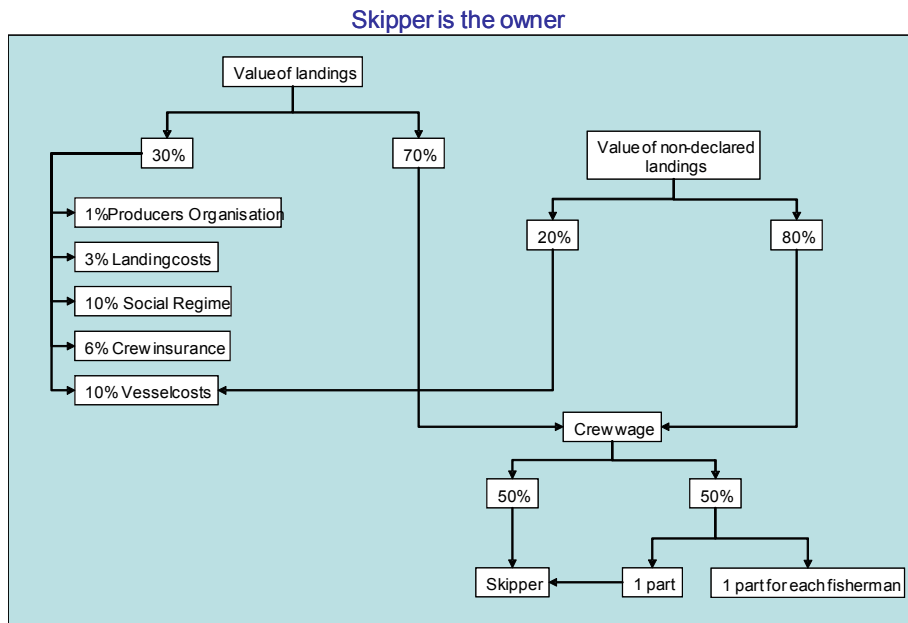 Skipper is the owner
Value of landings
30%
70%
Value of non-declared
landings
1%Producers Organisation
20%
80%
3% Landing costs
10% Social Regime
6% Crew insurance
10% Vessel costs
Crew wage
50%
50%
Skipper
1 part
1 part for each fisherman